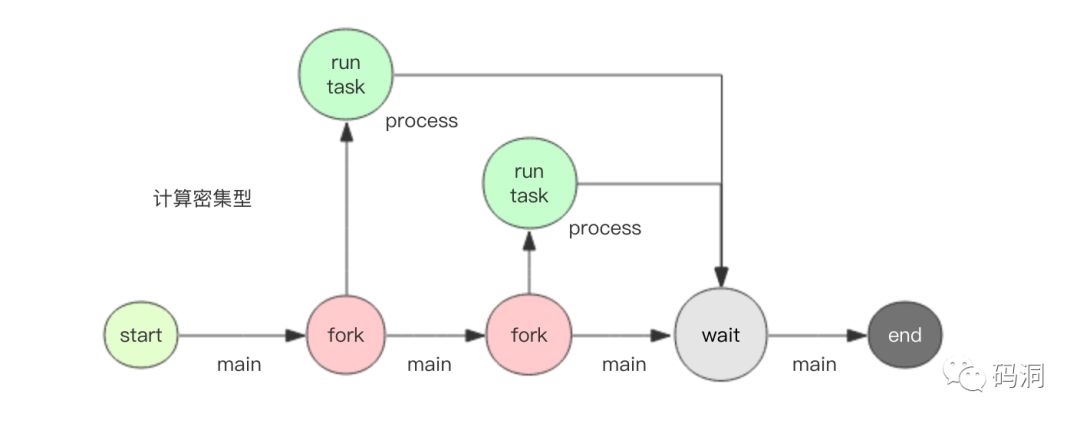 run
task
process
run
task
计算密集型
process
start
fork
fork
wait
end
main
main
main
main
码洞